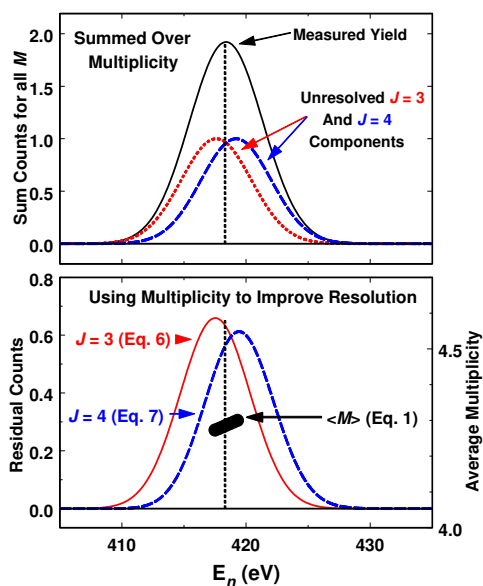 2.0
1.5
1.0
0.5
0.0
Sum Counts for all M
Summed Over
Multiplicity
Measured Yield
Unresolved J = 3
And J = 4
Components
0.8
0.6
0.4
0.2
0.0
Residual Counts
Using Multiplicity to Improve Resolution
J = 3 (Eq. 6)
J = 4 (Eq. 7)
<M> (Eq. 1)
4.5
4.0
Average Multiplicity
410 420 430
En (eV)